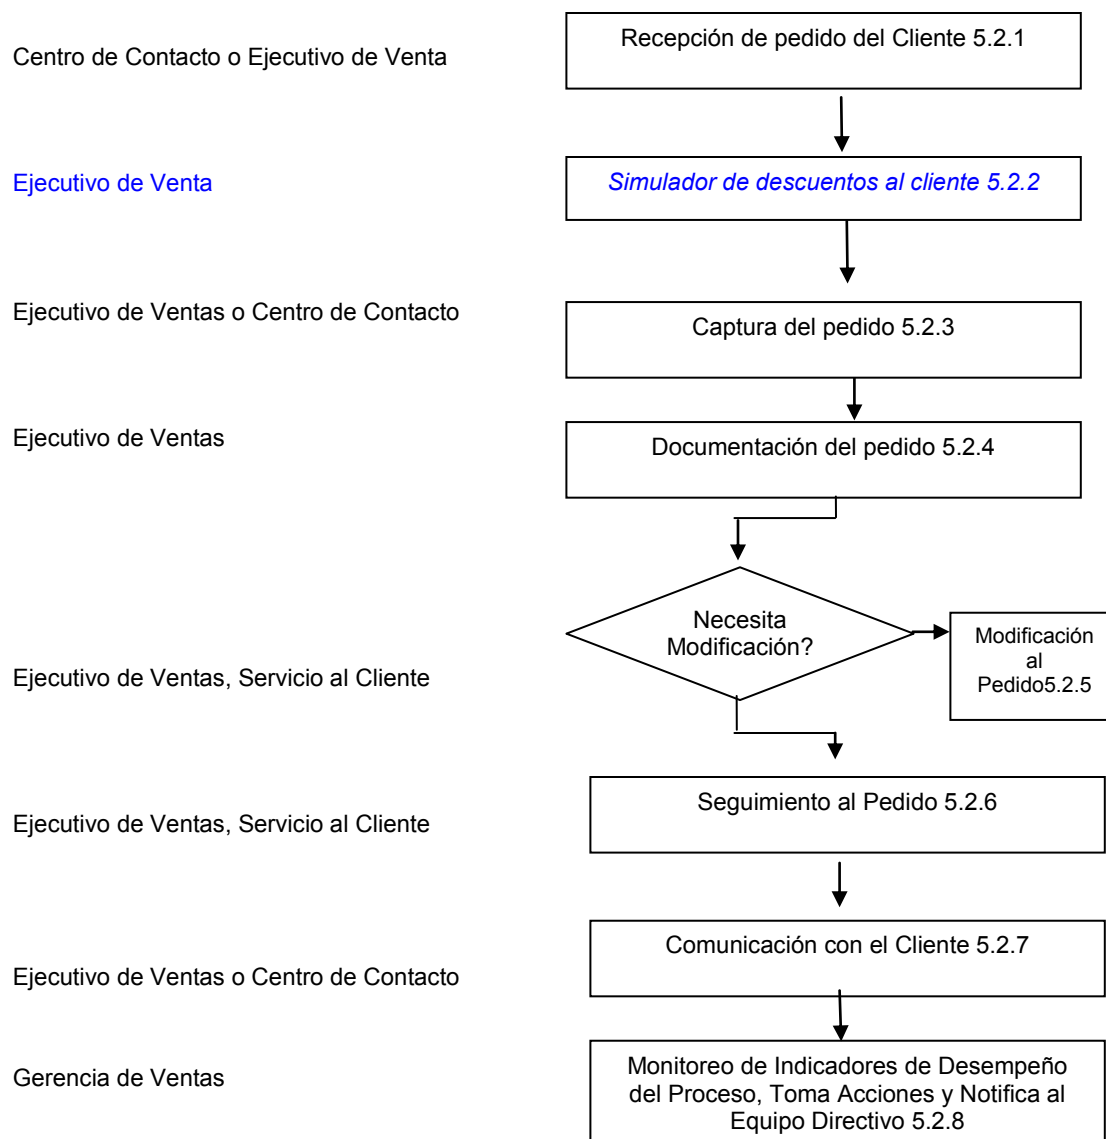 Recepción de pedido del Cliente 5.2.1
Centro de Contacto o Ejecutivo de Venta
Ejecutivo de Venta
Simulador de descuentos al cliente 5.2.2
Ejecutivo de Ventas o Centro de Contacto
Captura del pedido 5.2.3
Ejecutivo de Ventas
Documentación del pedido 5.2.4
Necesita
Modificación?
Modificación
al
Pedido5.2.5
Ejecutivo de Ventas, Servicio al Cliente
Seguimiento al Pedido 5.2.6
Ejecutivo de Ventas, Servicio al Cliente
Comunicación con el Cliente 5.2.7
Ejecutivo de Ventas o Centro de Contacto
Gerencia de Ventas
Monitoreo de Indicadores de Desempeño
del Proceso, Toma Acciones y Notifica al
Equipo Directivo 5.2.8